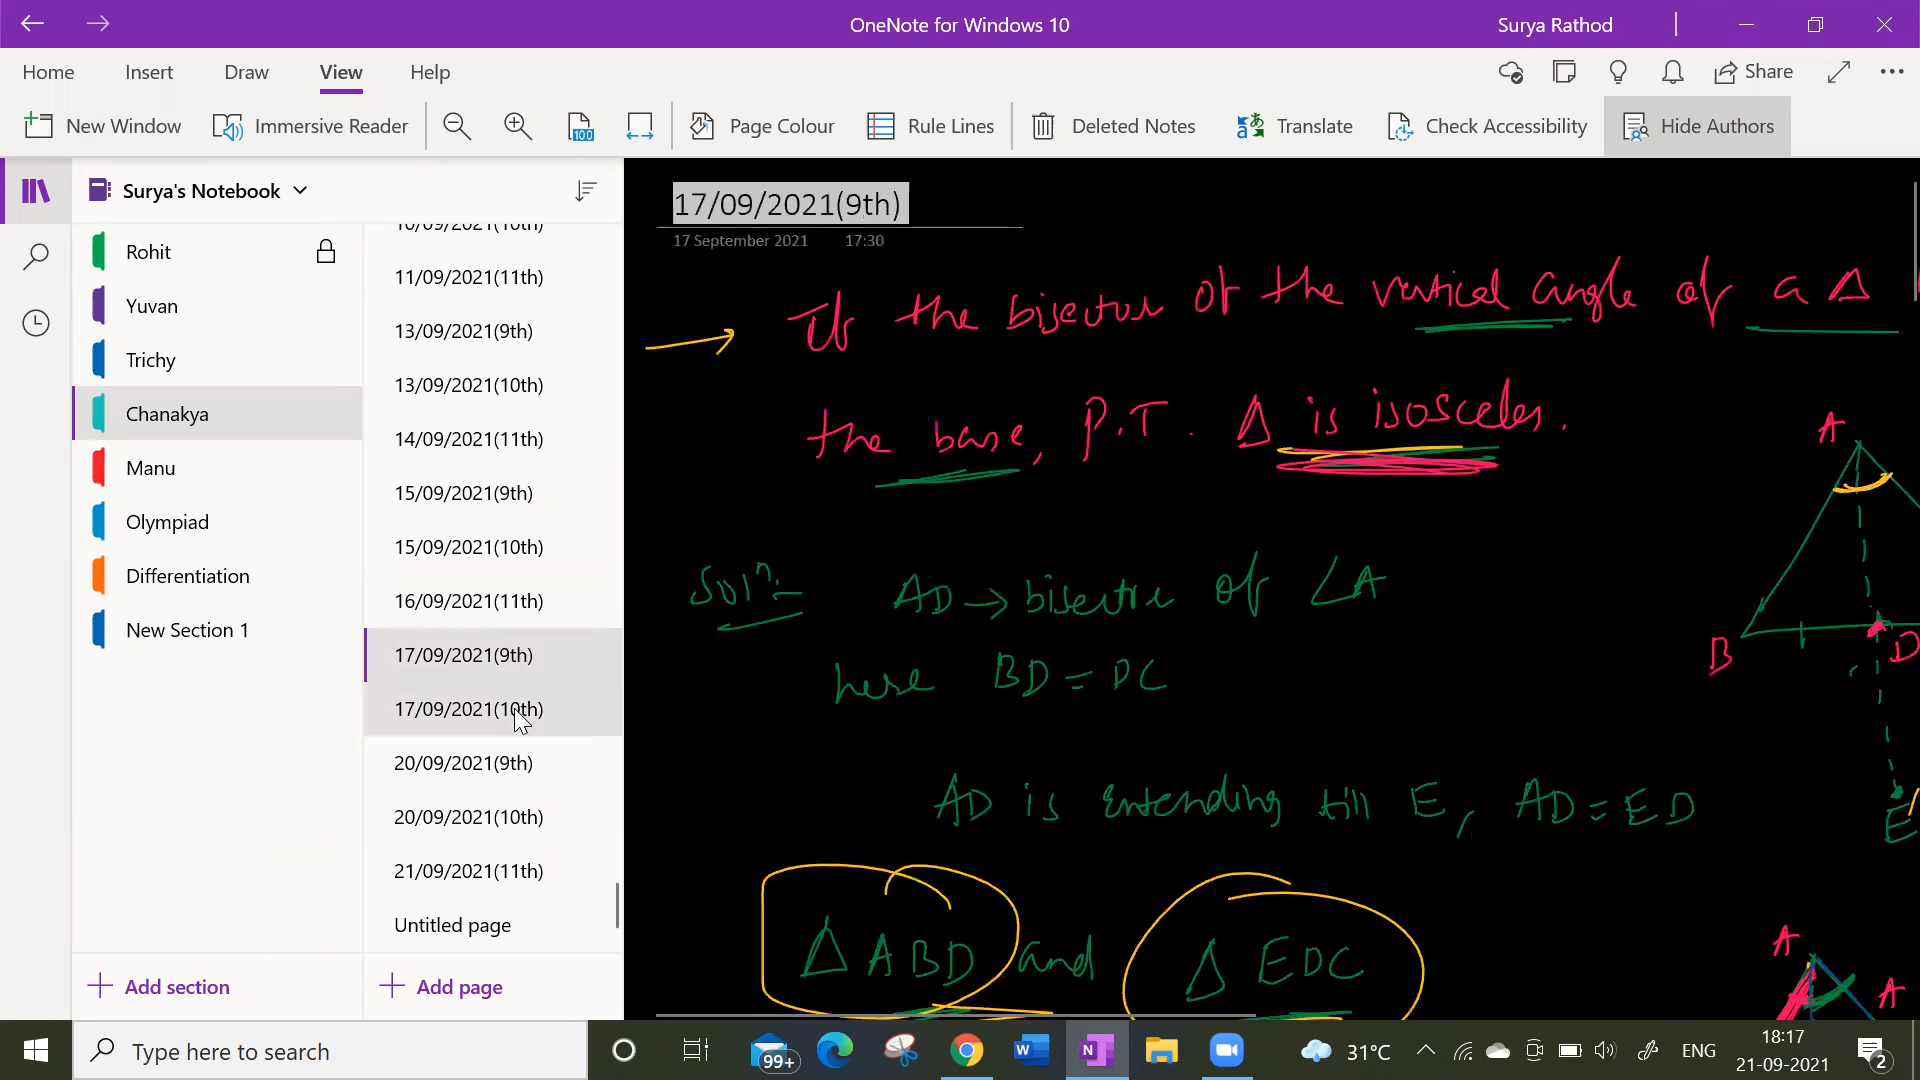 OneNote for Windows 10
Surya Rathod
Home Insert Draw View Help
Share
New Window Immersive Reader Page Colour Rule Lines Deleted Notes Translate Check Accessibility Hide Authors
Surya's Notebook
Rohit
Yuvan
Trichy
Chanakya
Manu
Olympiad
Differentiation
New Section 1
Add section
10/09/2021(10th)
11/09/2021(11th)
13/09/2021(9th)
13/09/2021(10th)
14/09/2021(11th)
15/09/2021(9th)
15/09/2021(10th)
16/09/2021(11th)
17/09/2021(9th)
17/09/2021(10th)
20/09/2021(9th)
20/09/2021(10th)
21/09/2021(11th)
Untitled page
Add page
17/09/2021(9th)
17 September 2021 17:30
→ If the bisector of the vertical angle of a Δ
the base, P.T. Δ is isosceles.
A
B
D
E
Solⁿ:- AD → bisector of ∠A
here BD = DC
AD is entending till E, AD = ED
Δ ABD and Δ EDC
A
A
Type here to search
100
99+
31°C
ENG
18:17
21-09-2021
2